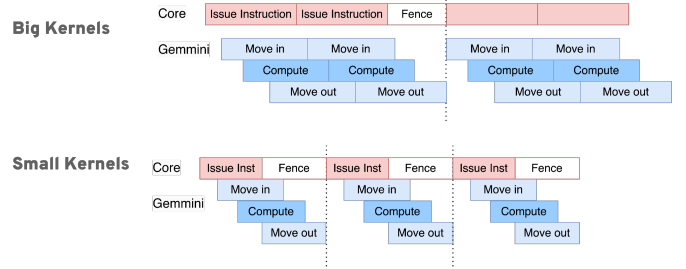 Big Kernels
Core
Issue Instruction Issue Instruction Fence
Gemmini
Move in Move in Move in Move in
Compute Compute Compute Compute
Move out Move out Move out Move out
Small Kernels
Core
Issue Inst Fence Issue Inst Fence Issue Inst Fence
Gemmini
Move in Move in Move in
Compute Compute Compute
Move out Move out Move out